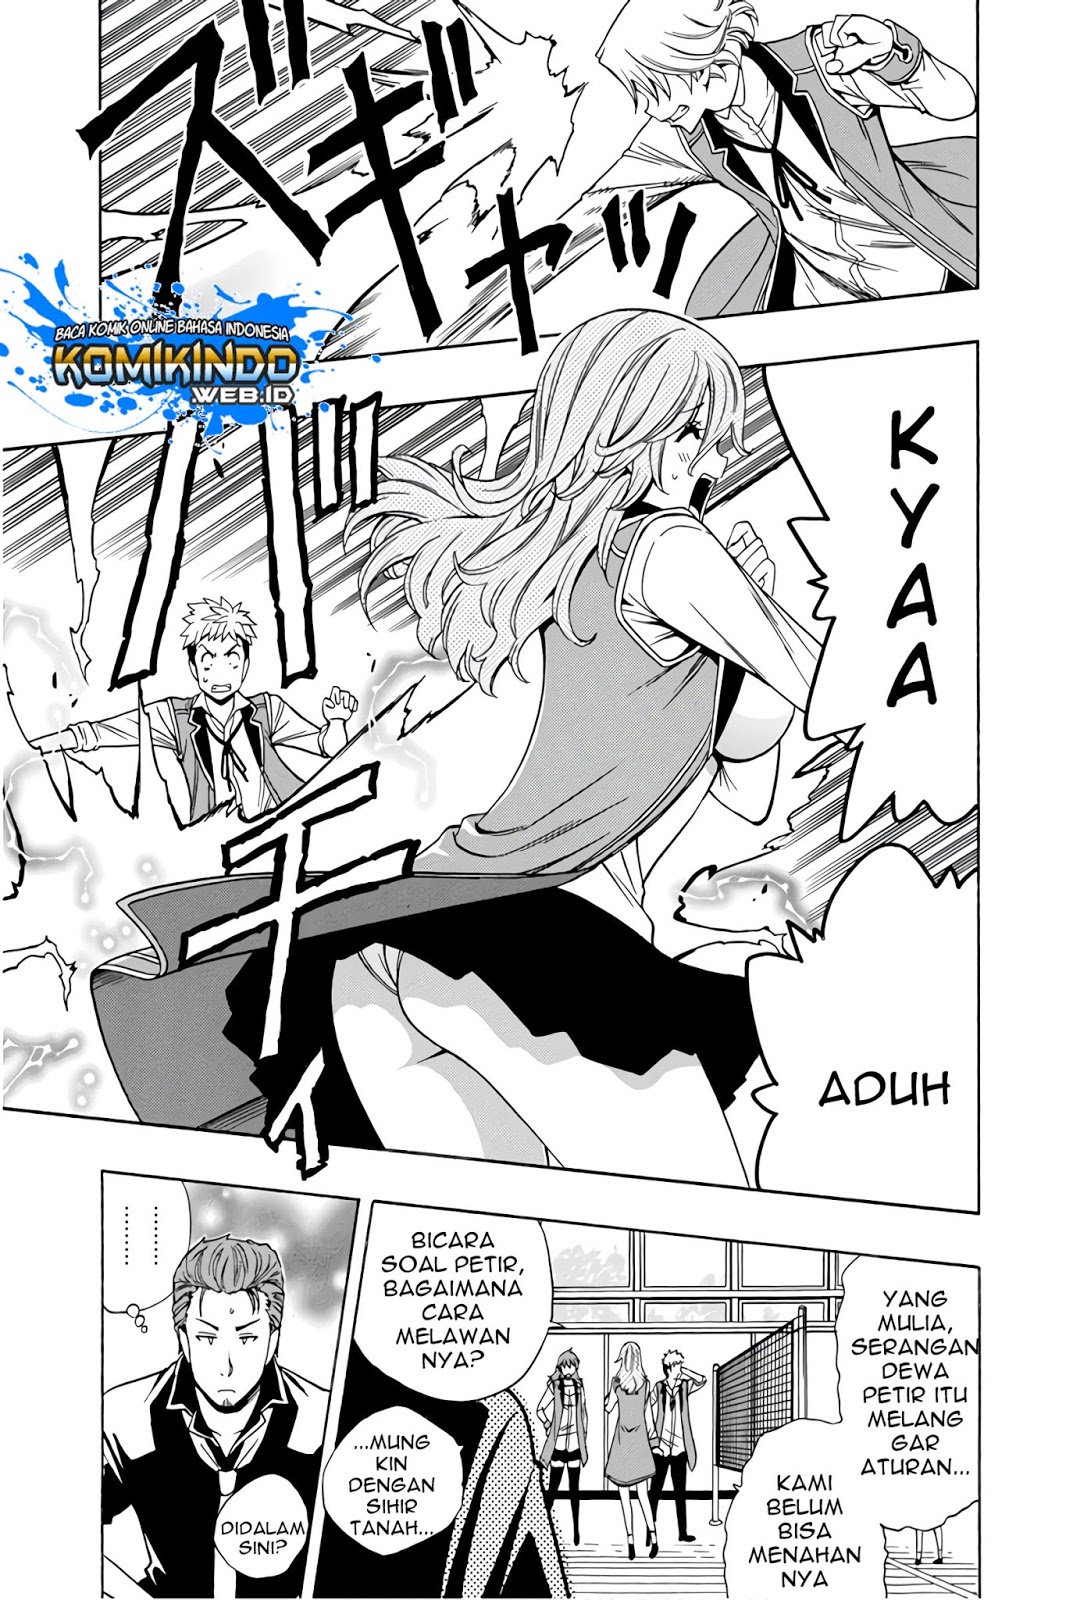 ズギャッ
BACA KOMIK ONLINE BAHASA INDONESIA
KOMIKINDO
WEB.ID
KYAA
バチィ
ADUH
YANG
MULIA,
SERANGAN
DEWA
PETIR ITU
MELANG
GAR
ATURAN...
KAMI
BELUM
BISA
MENAHAN
NYA
BICARA
SOAL PETIR,
BAGAIMANA
CARA
MELAWAN
NYA?
...MUNG
KIN
DENGAN
SIHIR
TANAH...
......
......
DIDALAM
SINI?